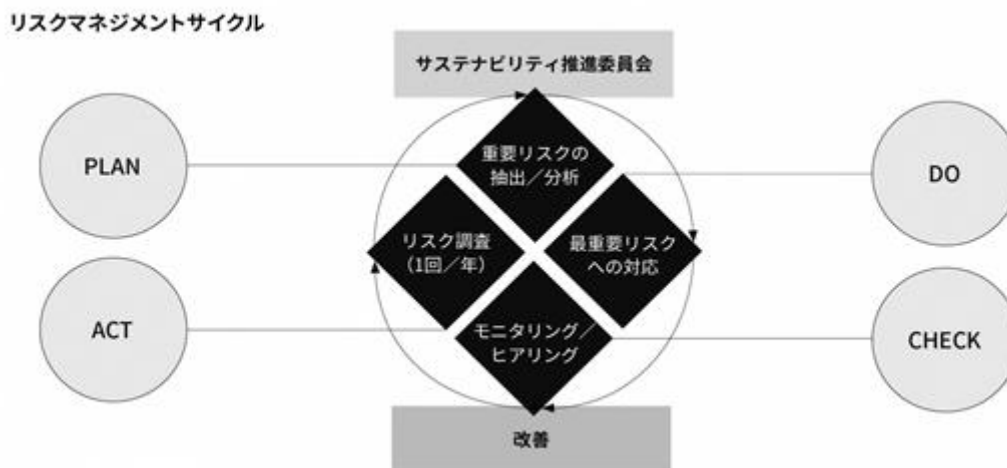 リスクマネジメントサイクル
サステナビリティ推進委員会
PLAN
重要リスクの
抽出／分析
DO
リスク調査
（1回／年）
最重要リスク
への対応
ACT
モニタリング／
ヒアリング
CHECK
改善